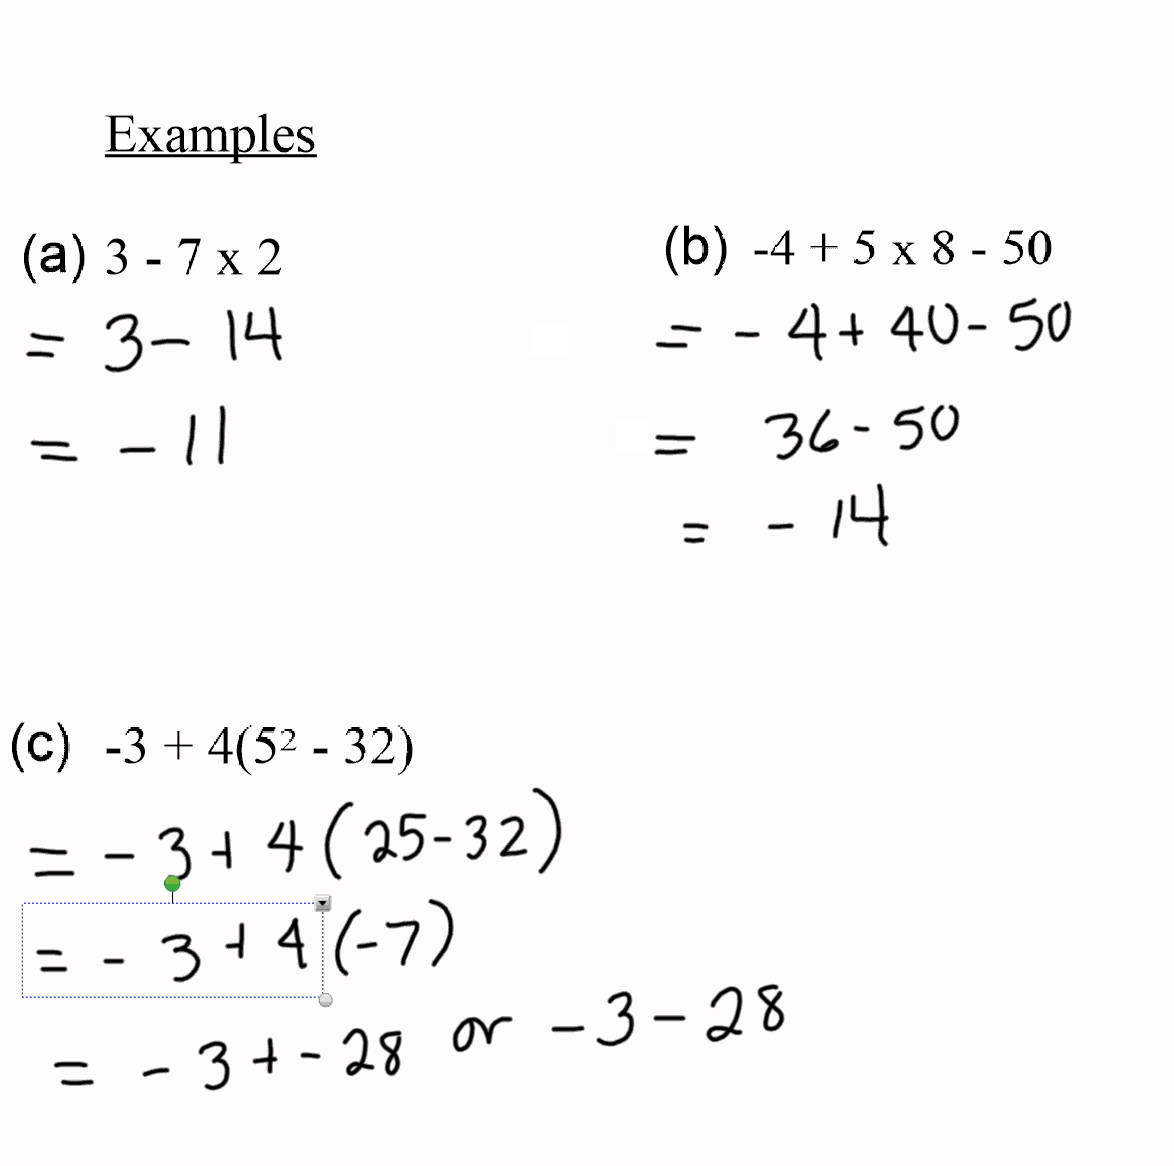 Examples
(a) 3 - 7 x 2
= 3 - 14
= - 11
(b) -4 + 5 x 8 - 50
= - 4 + 40 - 50
= 36 - 50
= - 14
(c) -3 + 4(5² - 32)
= - 3 + 4 (25 - 32)
= - 3 + 4 (-7)
= - 3 + - 28 or - 3 - 28